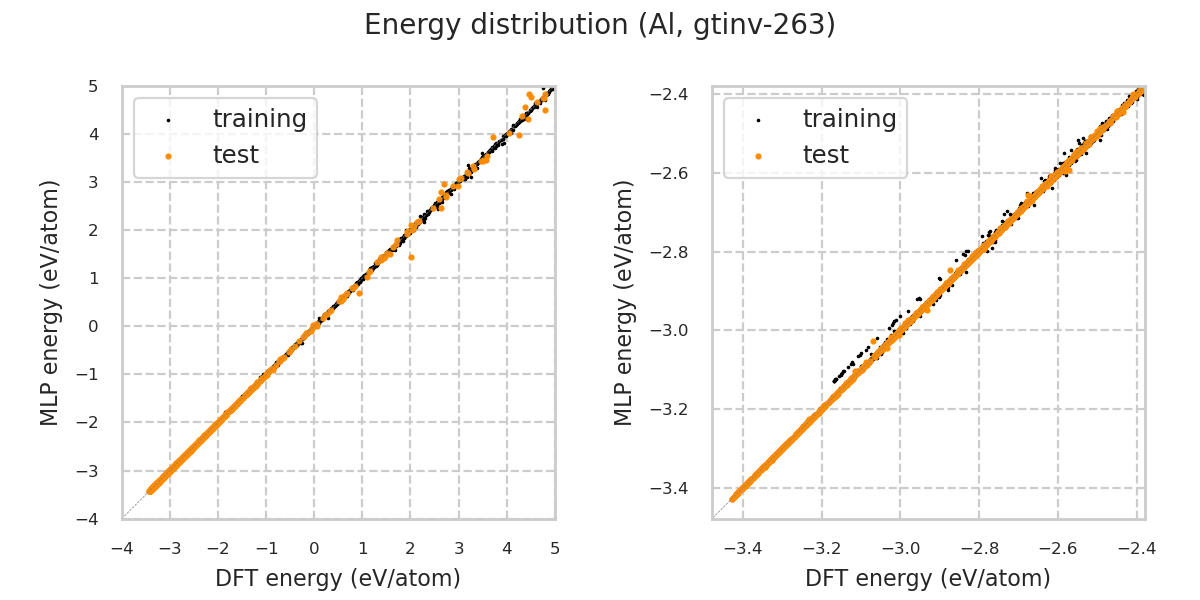 Energy distribution (Al, gtinv-263)
MLP energy (eV/atom)
5
4
3
2
1
0
−1
−2
−3
−4
training
test
−4 −3 −2 −1 0 1 2 3 4 5
DFT energy (eV/atom)
MLP energy (eV/atom)
−2.4
−2.6
−2.8
−3.0
−3.2
−3.4
training
test
−3.4 −3.2 −3.0 −2.8 −2.6 −2.4
DFT energy (eV/atom)